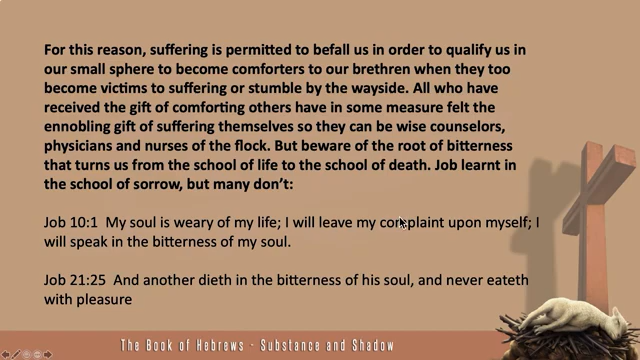 For this reason, suffering is permitted to befall us in order to qualify us in
our small sphere to become comforters to our brethren when they too
become victims to suffering or stumble by the wayside. All who have
received the gift of comforting others have in some measure felt the
ennobling gift of suffering themselves so they can be wise counselors,
physicians and nurses of the flock. But beware of the root of bitterness
that turns us from the school of life to the school of death. Job learnt in
the school of sorrow, but many don't:
Job 10:1  My soul is weary of my life; I will leave my complaint upon myself; I
will speak in the bitterness of my soul.
Job 21:25  And another dieth in the bitterness of his soul, and never eateth
with pleasure
The Book of Hebrews - Substance and Shadow